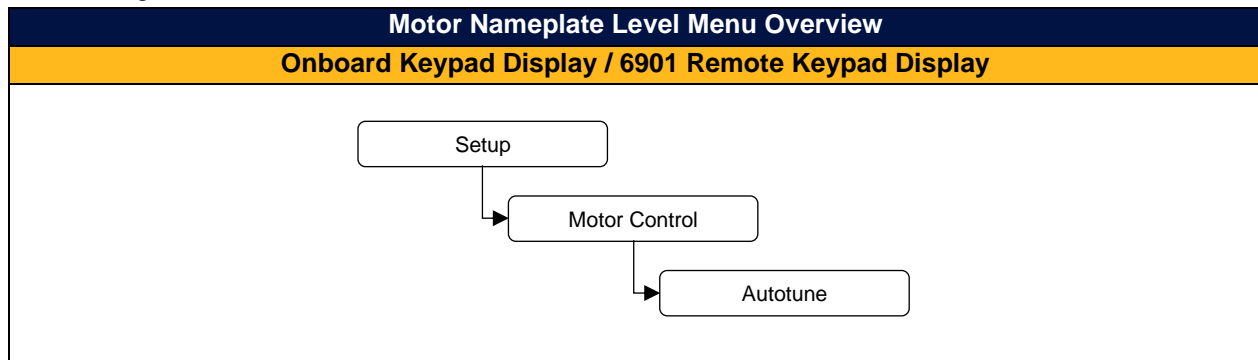 Motor Nameplate Level Menu Overview
Onboard Keypad Display / 6901 Remote Keypad Display
Setup
Motor Control
Autotune